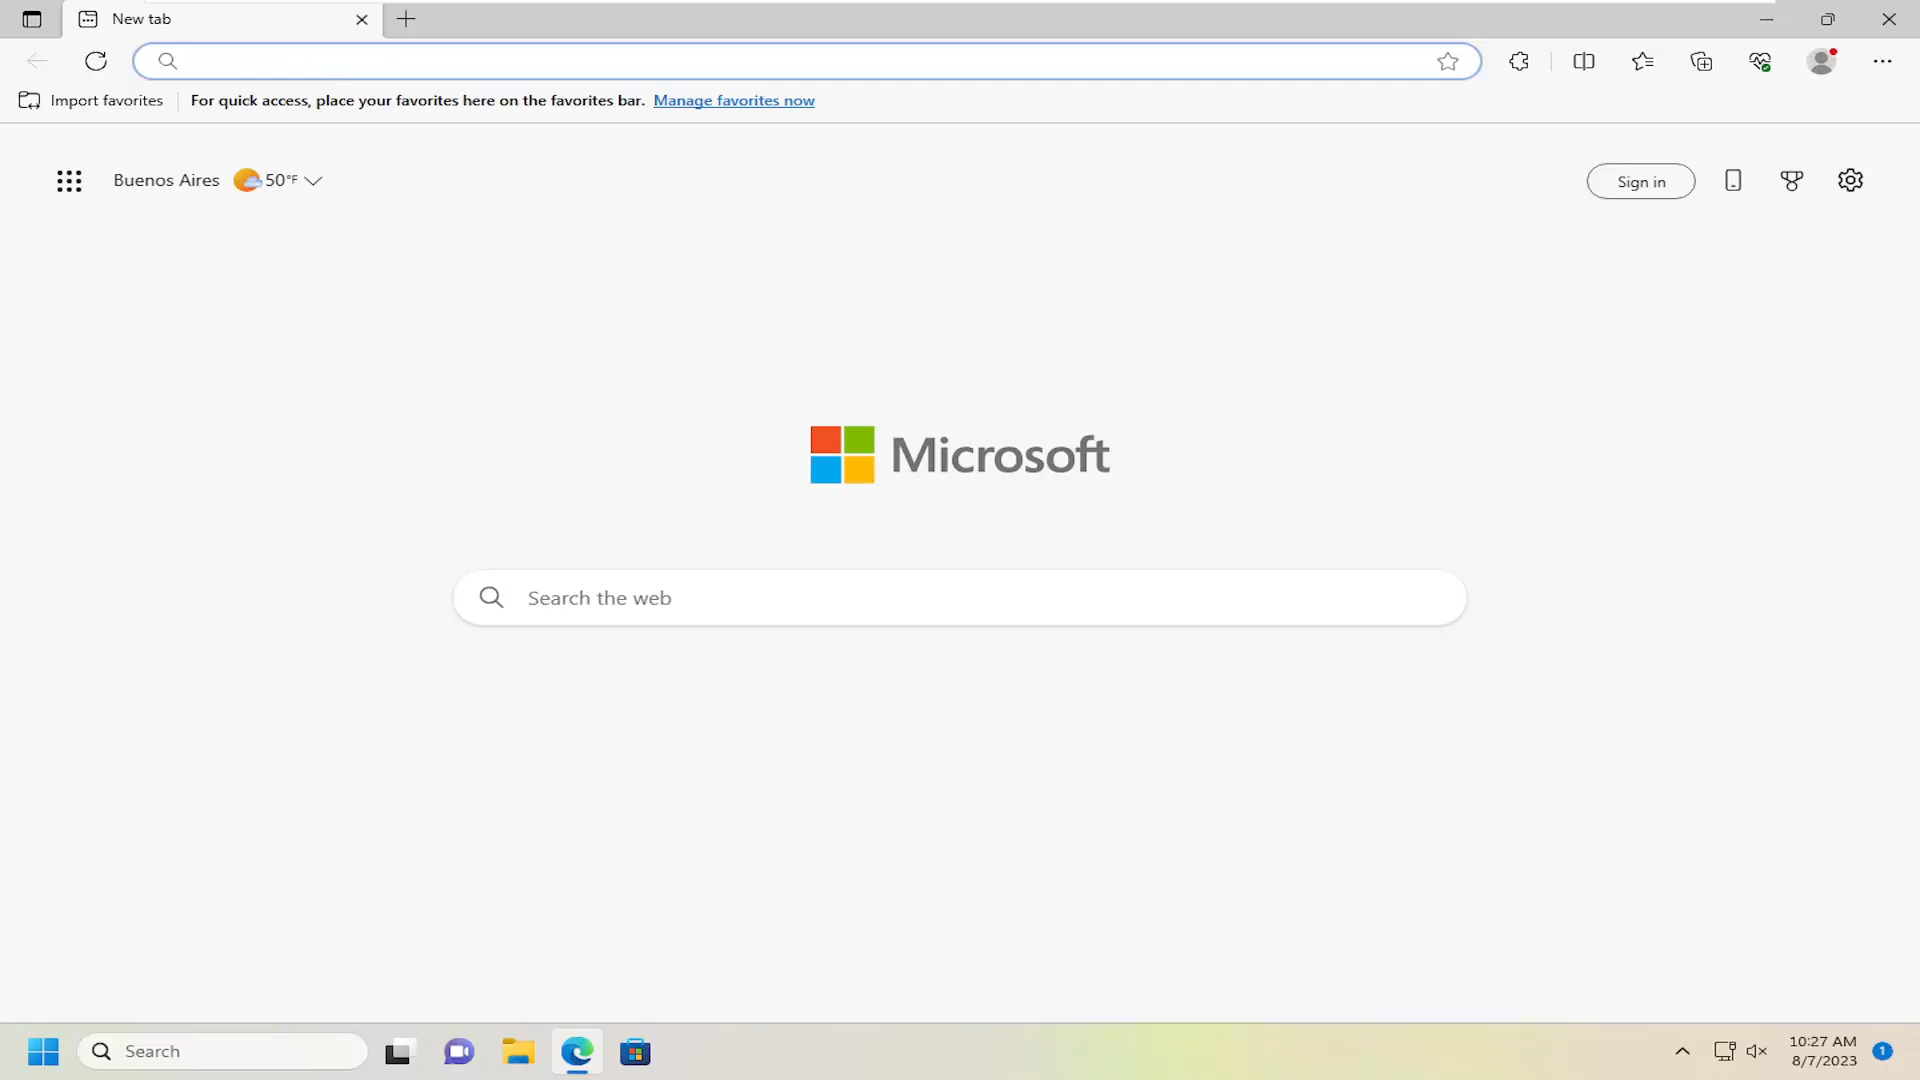 New tab
Import favorites
For quick access, place your favorites here on the favorites bar. Manage favorites now
Buenos Aires 50°F
Sign in
Microsoft
Search the web
Search
10:27 AM
8/7/2023
1